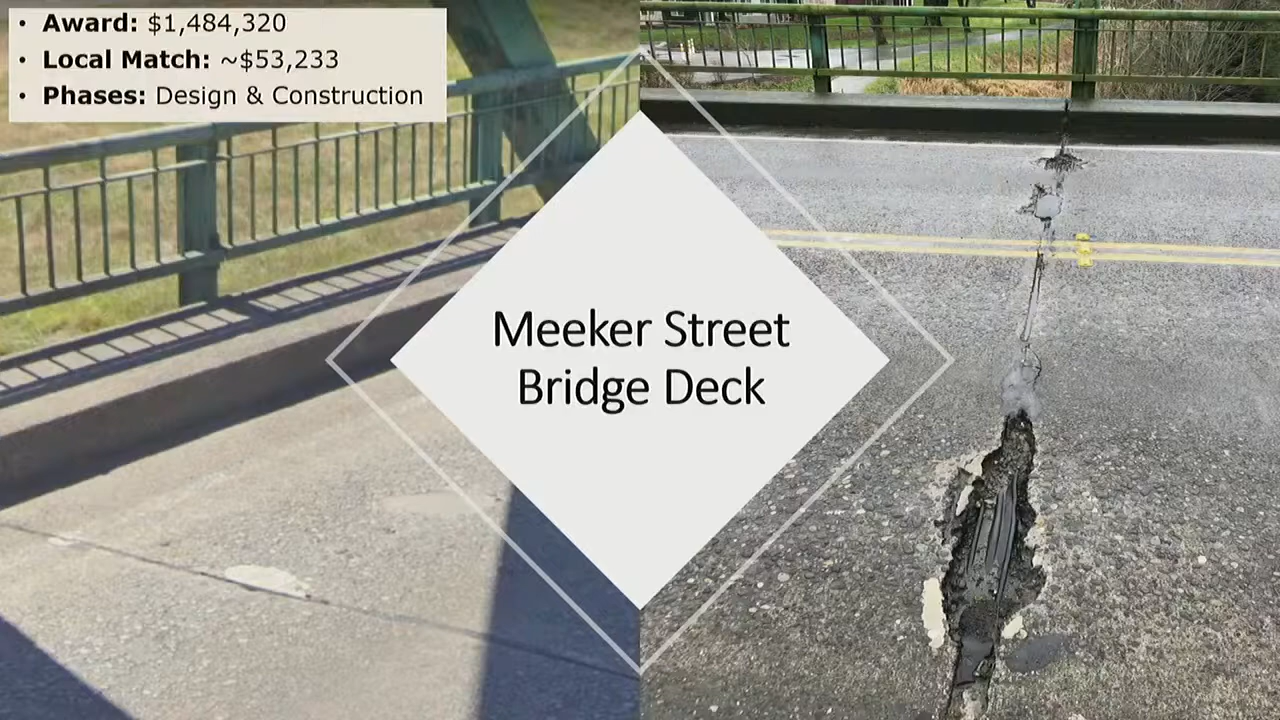 • Award: $1,484,320
• Local Match: ~$53,233
• Phases: Design & Construction
Meeker Street
Bridge Deck